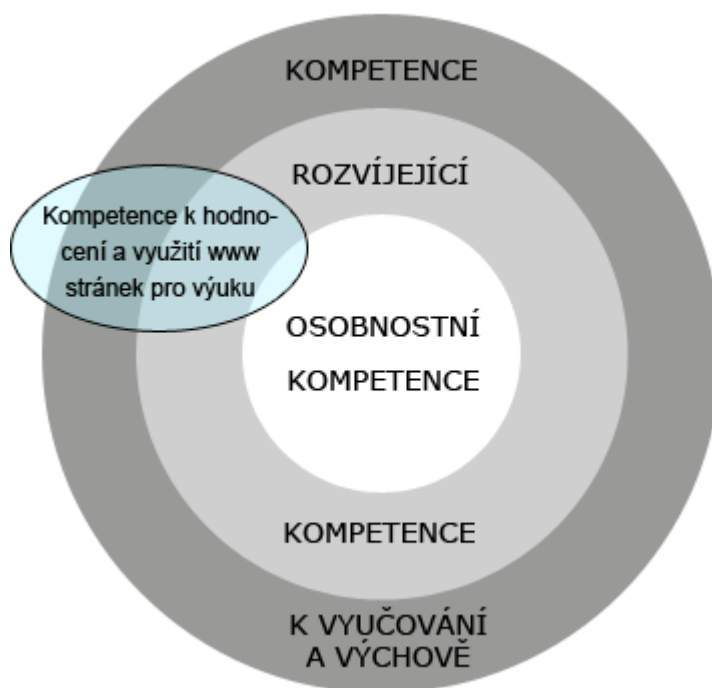 KOMPETENCE
ROZVÍJEJÍCÍ
Kompetence k hodno-
cení a využití www
stránek pro výuku
OSOBNOSTNÍ
KOMPETENCE
KOMPETENCE
K VYUČOVÁNÍ
A VÝCHOVĚ